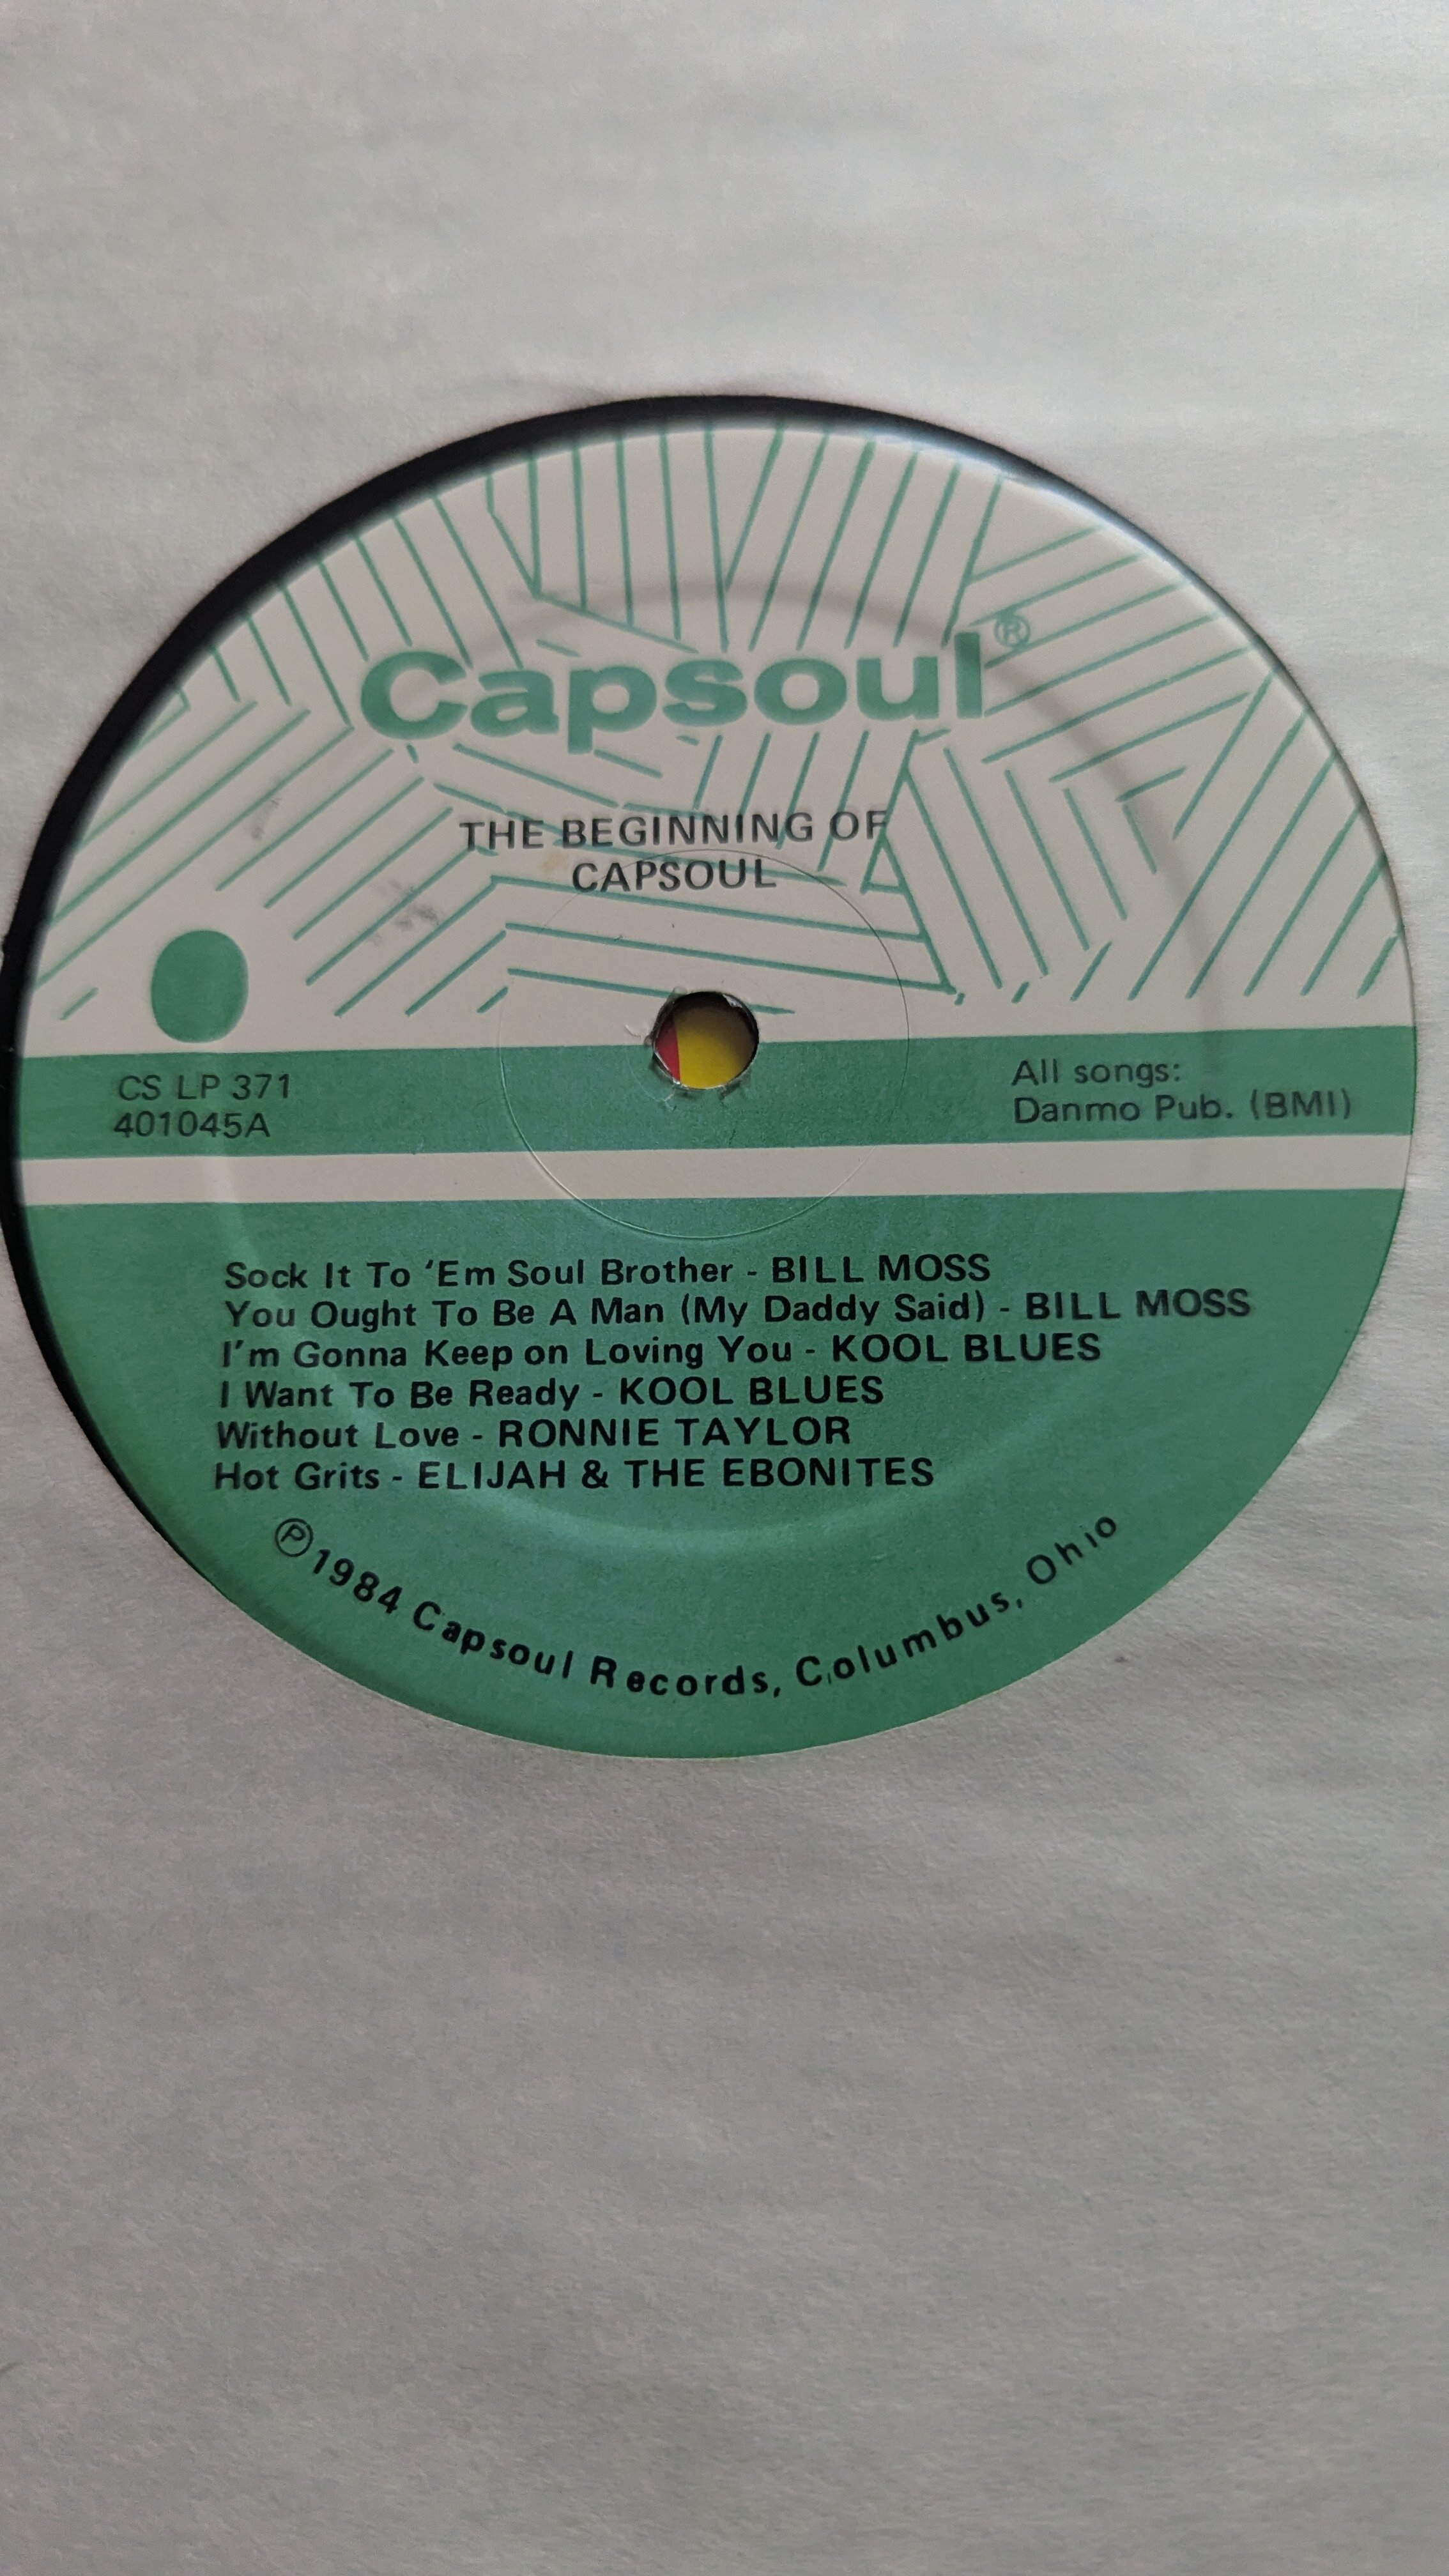 Capsoul®
THE BEGINNING OF
CAPSOUL
CS LP 371
401045A
All songs:
Danmo Pub. (BMI)
Sock It To ‘Em Soul Brother - BILL MOSS
You Ought To Be A Man (My Daddy Said) - BILL MOSS
I'm Gonna Keep on Loving You - KOOL BLUES
I Want To Be Ready - KOOL BLUES
Without Love - RONNIE TAYLOR
Hot Grits - ELIJAH & THE EBONITES
℗ 1984 Capsoul Records, Columbus, Ohio